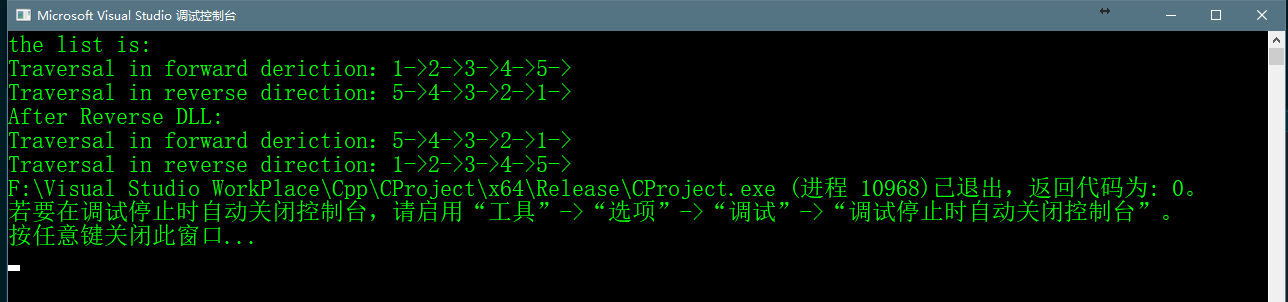 Microsoft Visual Studio 调试控制台
the list is:
Traversal in forward deriction: 1->2->3->4->5->
Traversal in reverse direction: 5->4->3->2->1->
After Reverse DLL:
Traversal in forward deriction: 5->4->3->2->1->
Traversal in reverse direction: 1->2->3->4->5->
F:\Visual Studio WorkPlace\Cpp\CProject\x64\Release\CProject.exe (进程 10968)已退出，返回代码为: 0。
若要在调试停止时自动关闭控制台，请启用“工具”->“选项”->“调试”->“调试停止时自动关闭控制台”。
按任意键关闭此窗口...